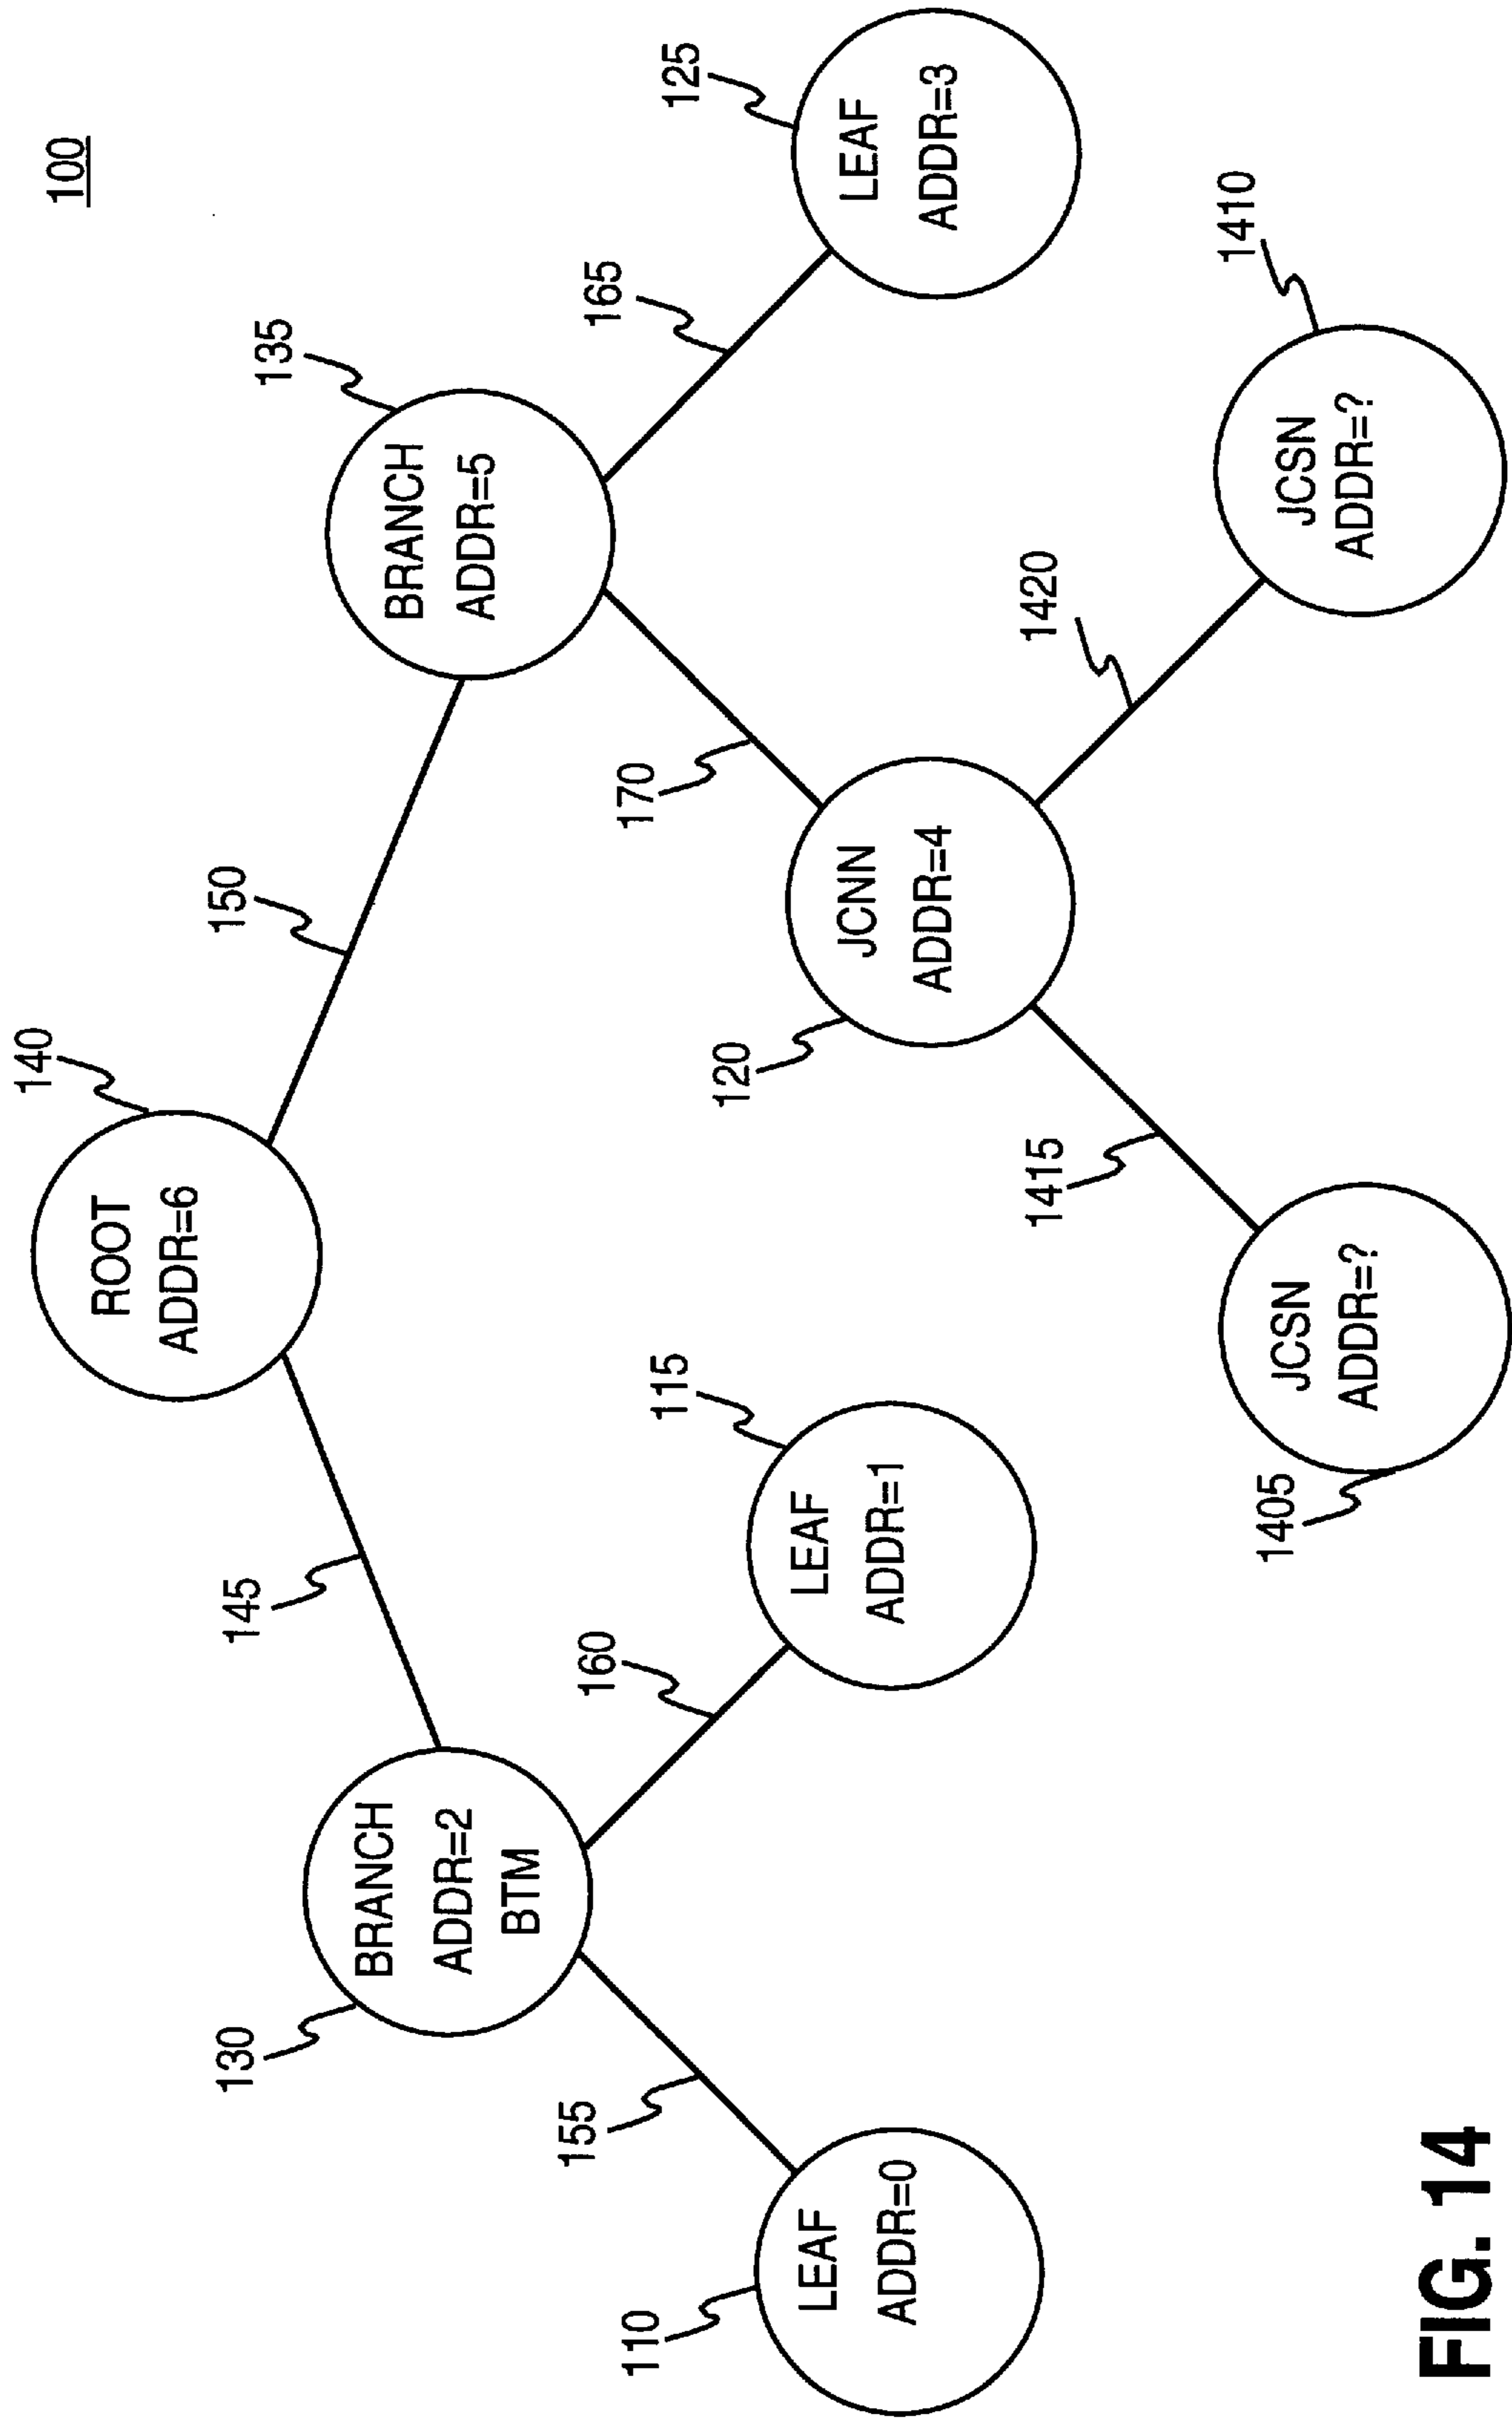 100
140
ROOT
ADDR=6
145
150
130
BRANCH
ADDR=2
BTM
135
BRANCH
ADDR=5
155
160
170
165
110
LEAF
ADDR=0
115
LEAF
ADDR=1
120
JCNN
ADDR=4
125
LEAF
ADDR=3
1415
1420
1405
JCSN
ADDR=?
1410
JCSN
ADDR=?
FIG. 14